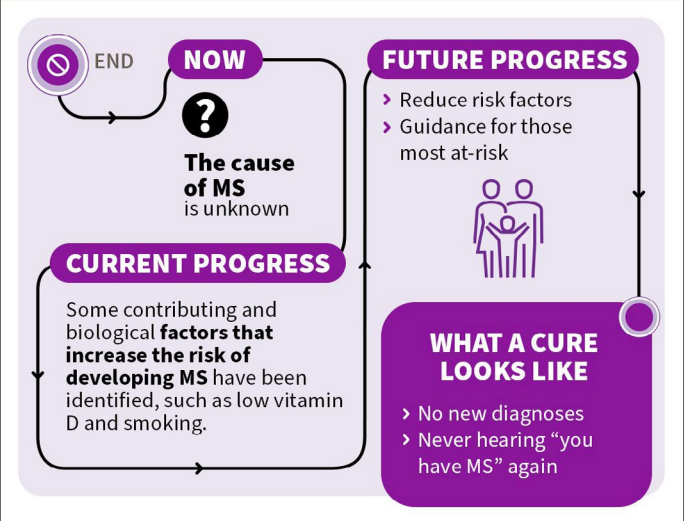 END
NOW
?
The cause
of MS
is unknown
CURRENT PROGRESS
Some contributing and
biological factors that
increase the risk of
developing MS have been
identified, such as low vitamin
D and smoking.
FUTURE PROGRESS
› Reduce risk factors
› Guidance for those
most at-risk
WHAT A CURE
LOOKS LIKE
› No new diagnoses
› Never hearing “you
have MS” again